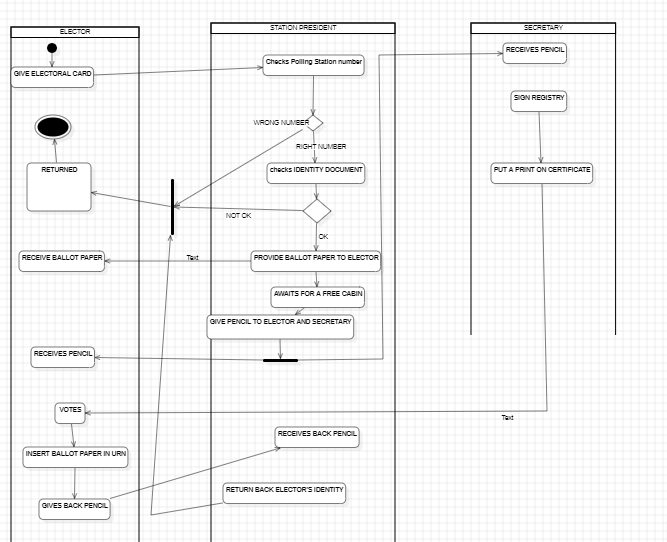 ELECTOR
STATION PRESIDENT
SECRETARY
GIVE ELECTORAL CARD
Checks Polling Station number
RECEIVES PENCIL
SIGN REGISTRY
WRONG NUMBER
RIGHT NUMBER
RETURNED
checks IDENTITY DOCUMENT
PUT A PRINT ON CERTIFICATE
NOT OK
OK
RECEIVE BALLOT PAPER
Text
PROVIDE BALLOT PAPER TO ELECTOR
AWAITS FOR A FREE CABIN
GIVE PENCIL TO ELECTOR AND SECRETARY
RECEIVES PENCIL
VOTES
Text
RECEIVES BACK PENCIL
INSERT BALLOT PAPER IN URN
RETURN BACK ELECTOR'S IDENTITY
GIVES BACK PENCIL